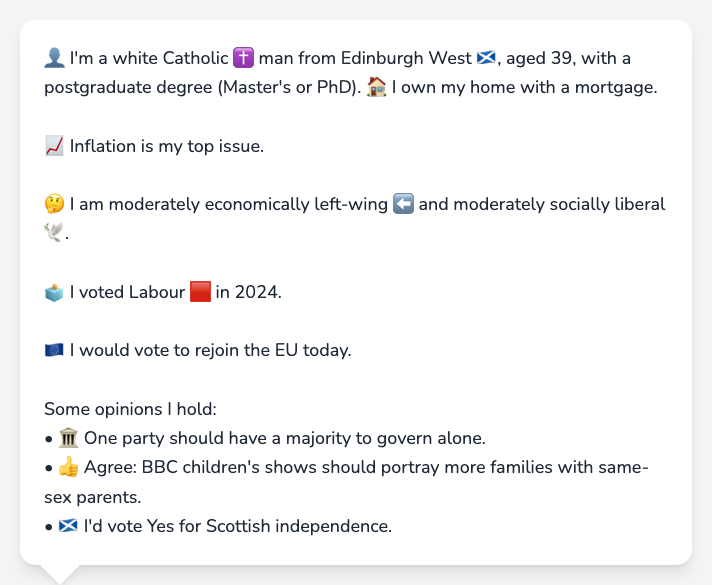 👤 I'm a white Catholic ✝️ man from Edinburgh West 🏴󠁧󠁢󠁳󠁣󠁴󠁿, aged 39, with a
postgraduate degree (Master's or PhD). 🏠 I own my home with a mortgage.
📈 Inflation is my top issue.
🤔 I am moderately economically left-wing ⬅️ and moderately socially liberal
🕊️.
🗳️ I voted Labour 🟥 in 2024.
🇪🇺 I would vote to rejoin the EU today.
Some opinions I hold:
• 🏛️ One party should have a majority to govern alone.
• 👍 Agree: BBC children's shows should portray more families with same-
sex parents.
• 🏴󠁧󠁢󠁳󠁣󠁴󠁿 I'd vote Yes for Scottish independence.